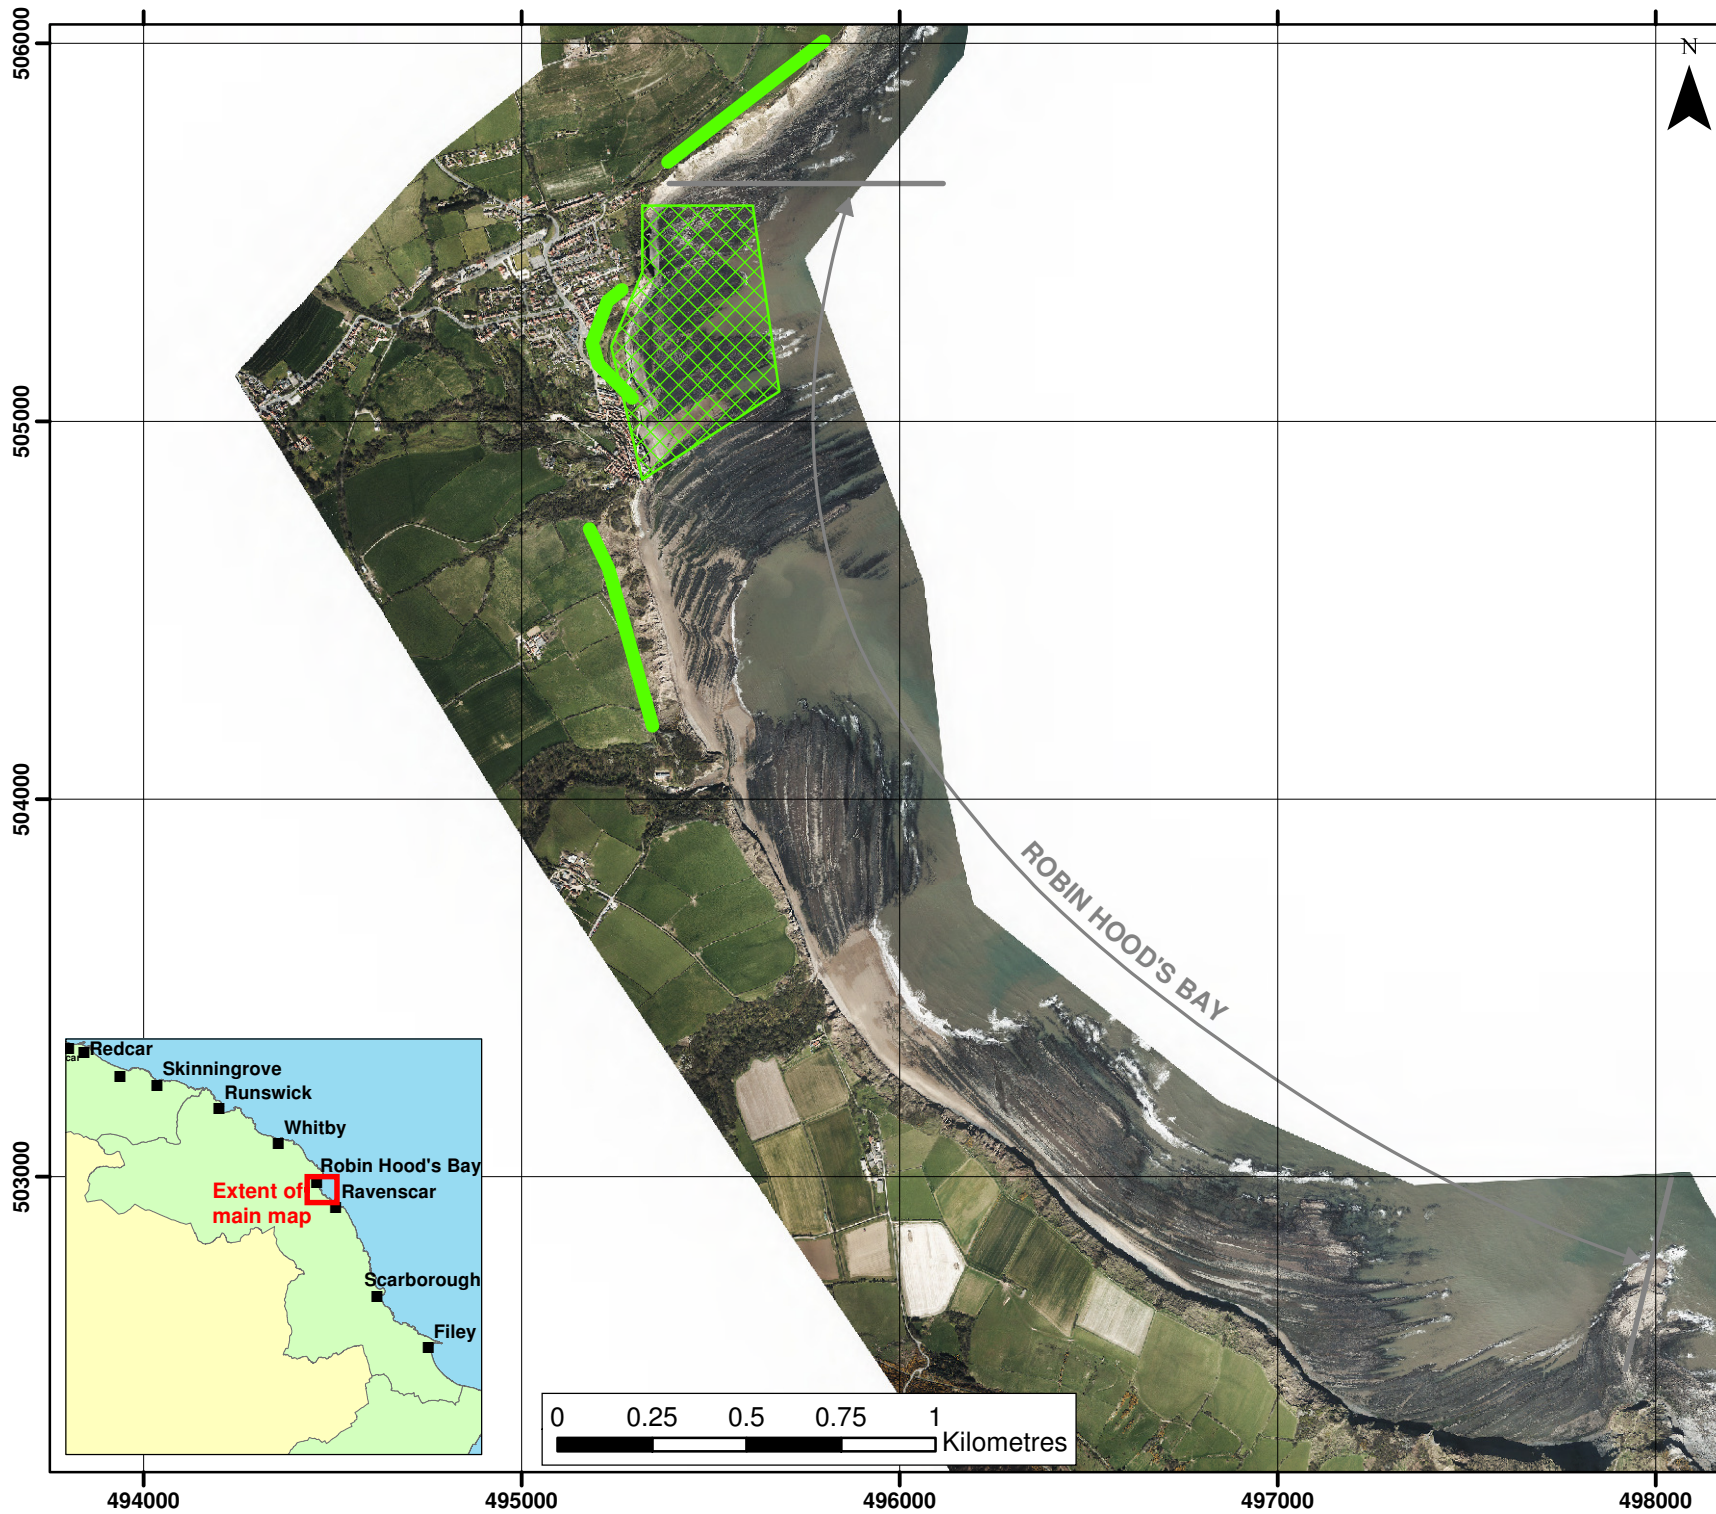 N
506000
505000
504000
503000
ROBIN HOOD'S BAY
Redcar
car
Skinningrove
Runswick
Whitby
Robin Hood's Bay
Extent of
main map
Ravenscar
Scarborough
Filey
0 0.25 0.5 0.75 1
Kilometres
494000 495000 496000 497000 498000